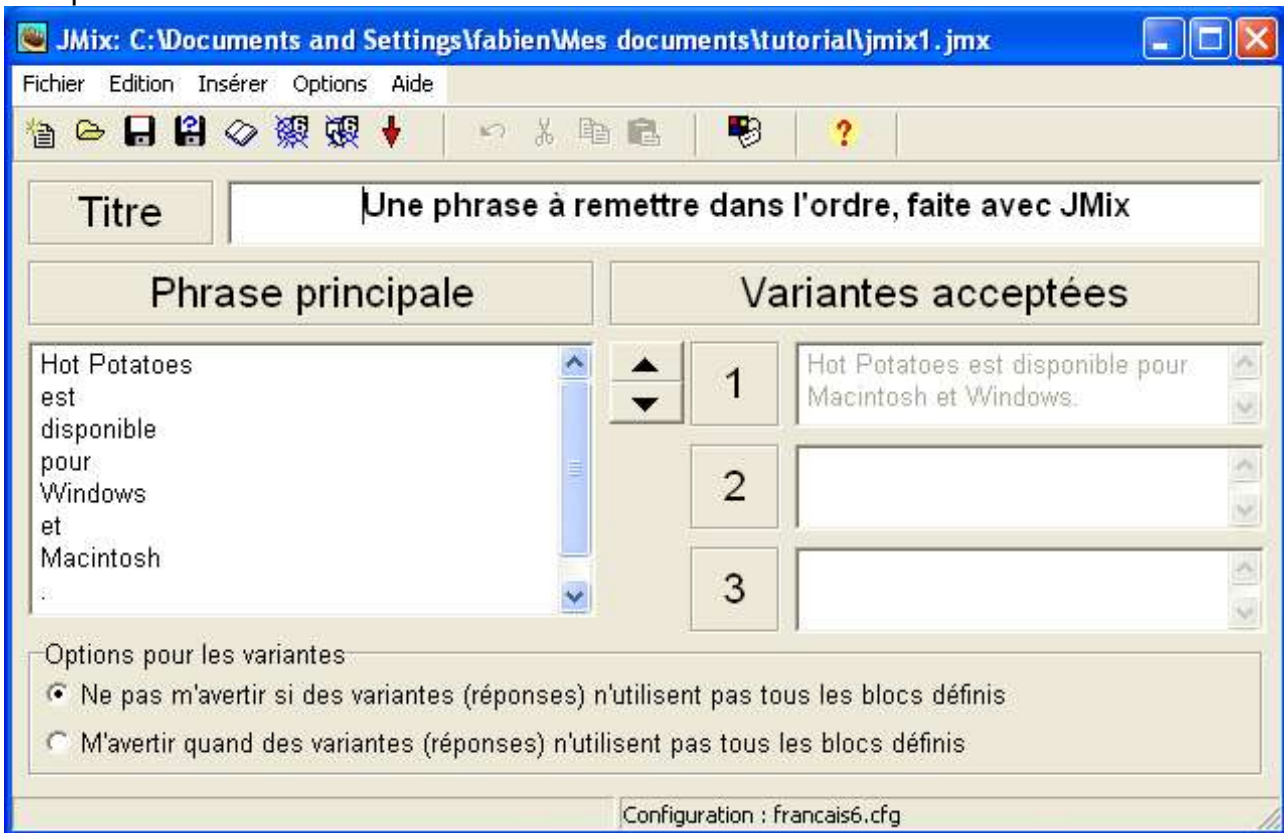 JMix: C:\Documents and Settings\fabien\Mes documents\tutorial\jmix1.jmx
Fichier Edition Insérer Options Aide
Titre
Une phrase à remettre dans l'ordre, faite avec JMix
Phrase principale
Variantes acceptées
Hot Potatoes
est
disponible
pour
Windows
et
Macintosh
.
1
Hot Potatoes est disponible pour
Macintosh et Windows.
2
3
Options pour les variantes
Ne pas m'avertir si des variantes (réponses) n'utilisent pas tous les blocs définis
M'avertir quand des variantes (réponses) n'utilisent pas tous les blocs définis
Configuration : francais6.cfg